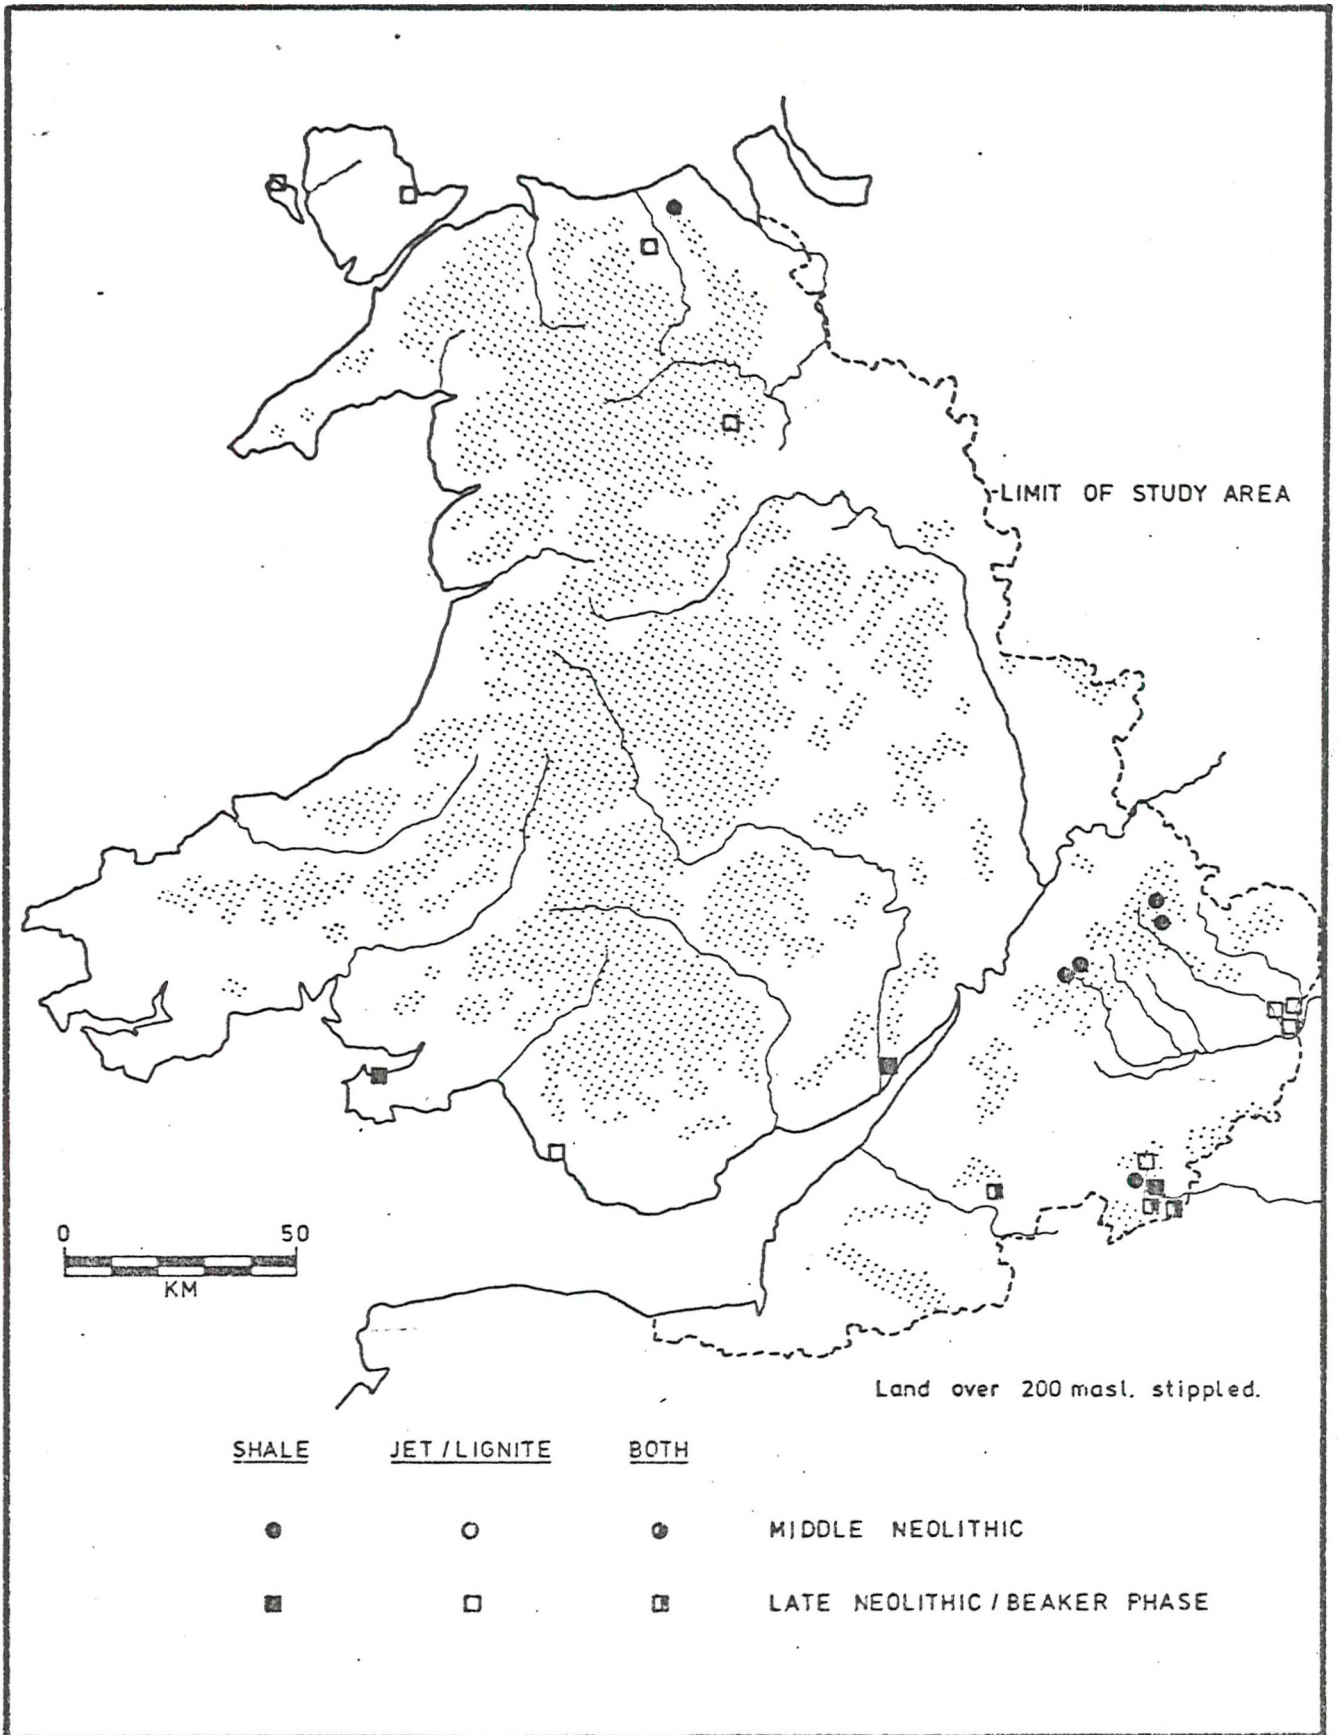 LIMIT OF STUDY AREA
0 50
KM
Land over 200 masl. stippled.
SHALE JET/LIGNITE BOTH
MIDDLE NEOLITHIC
LATE NEOLITHIC/BEAKER PHASE